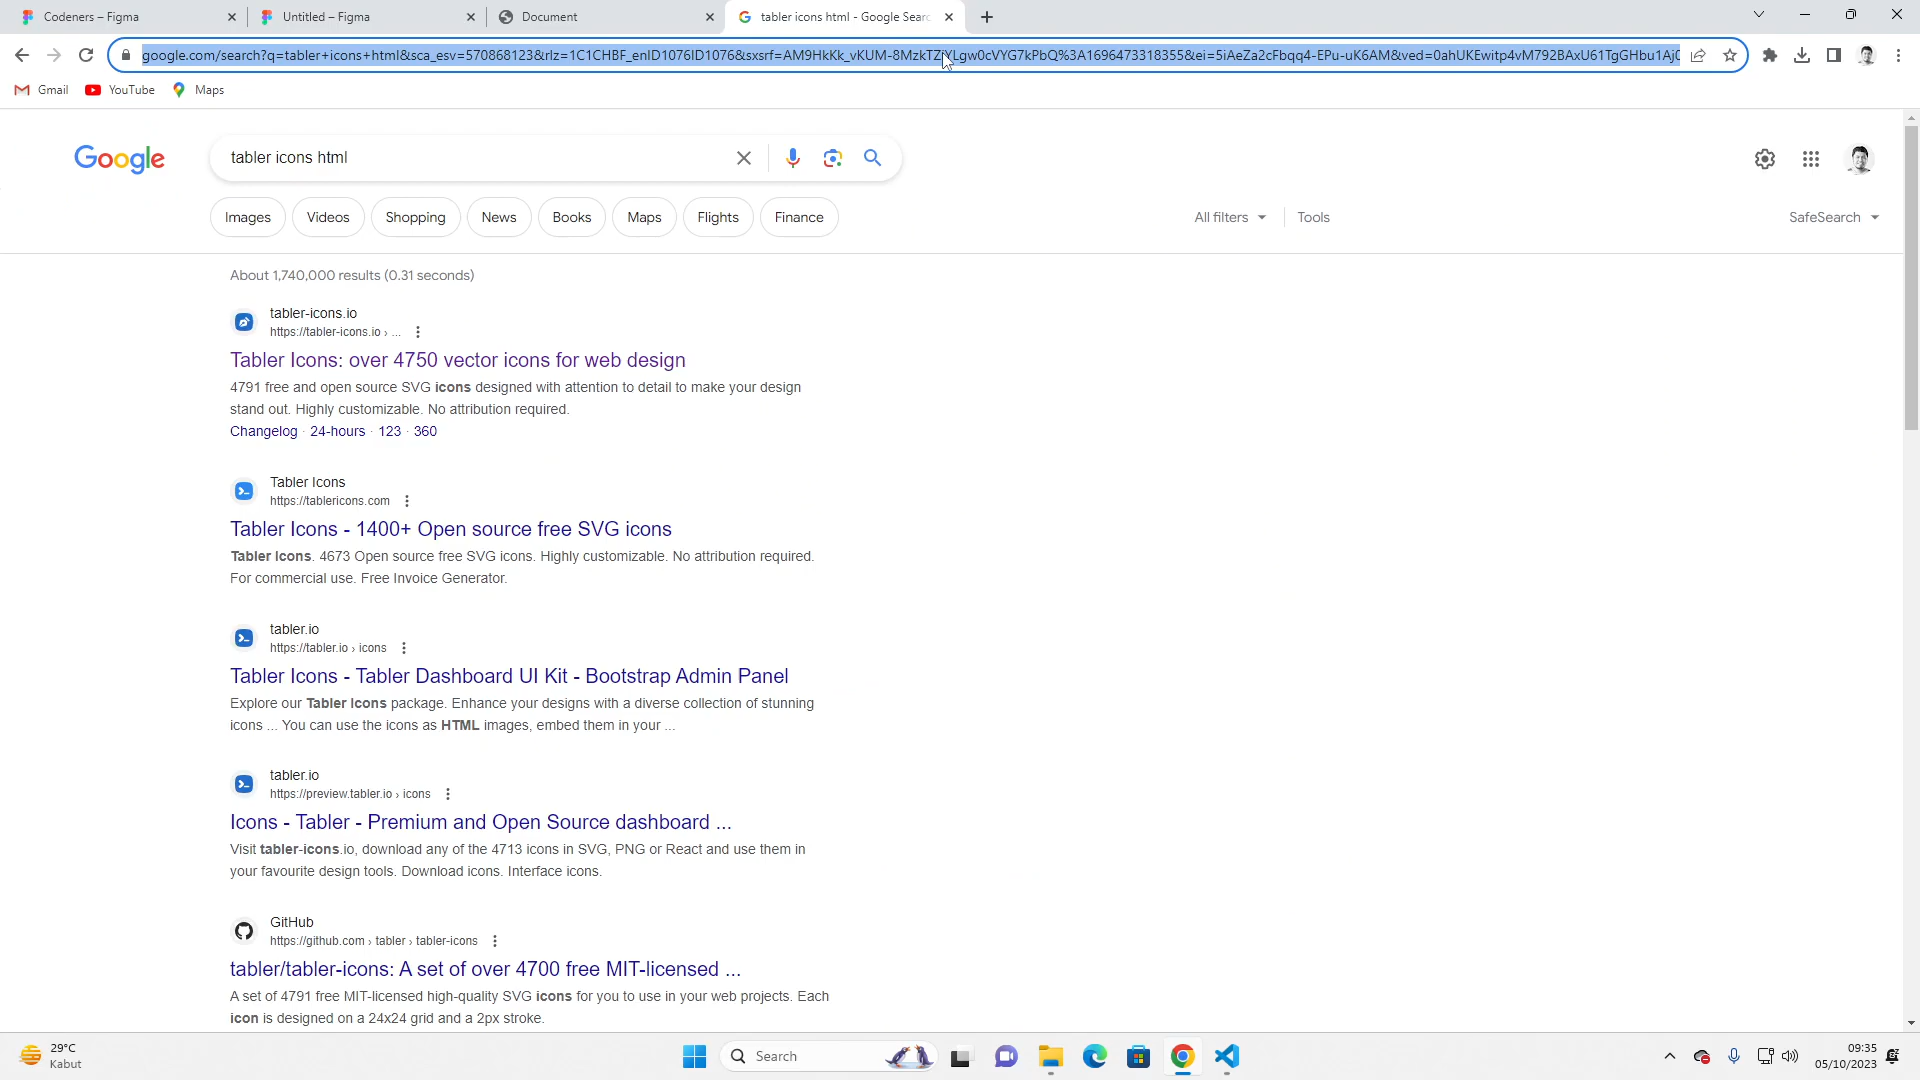 Codeners – Figma
Untitled – Figma
Document
tabler icons html - Google Searc
google.com/search?q=tabler+icons+html&sca_esv=570868123&rlz=1C1CHBF_enID1076ID1076&sxsrf=AM9HkKk_vKUM-8MzkTZjYLgw0cVYG7kPbQ%3A1696473318355&ei=5iAeZa2cFbqq4-EPu-uK6AM&ved=0ahUKEwitp4vM792BAxU61TgGHbu1Aj0
Gmail YouTube Maps
Google
tabler icons html
Images Videos Shopping News Books Maps Flights Finance
All filters Tools SafeSearch
About 1,740,000 results (0.31 seconds)
tabler-icons.io
https://tabler-icons.io › ...
Tabler Icons: over 4750 vector icons for web design
4791 free and open source SVG icons designed with attention to detail to make your design
stand out. Highly customizable. No attribution required.
Changelog · 24-hours · 123 · 360
Tabler Icons
https://tablericons.com
Tabler Icons - 1400+ Open source free SVG icons
Tabler Icons. 4673 Open source free SVG icons. Highly customizable. No attribution required.
For commercial use. Free Invoice Generator.
tabler.io
https://tabler.io › icons
Tabler Icons - Tabler Dashboard UI Kit - Bootstrap Admin Panel
Explore our Tabler Icons package. Enhance your designs with a diverse collection of stunning
icons ... You can use the icons as HTML images, embed them in your ...
tabler.io
https://preview.tabler.io › icons
Icons - Tabler - Premium and Open Source dashboard ...
Visit tabler-icons.io, download any of the 4713 icons in SVG, PNG or React and use them in
your favourite design tools. Download icons. Interface icons.
GitHub
https://github.com › tabler › tabler-icons
tabler/tabler-icons: A set of over 4700 free MIT-licensed ...
A set of 4791 free MIT-licensed high-quality SVG icons for you to use in your web projects. Each
icon is designed on a 24x24 grid and a 2px stroke.
29°C
Kabut
Search
09:35
05/10/2023